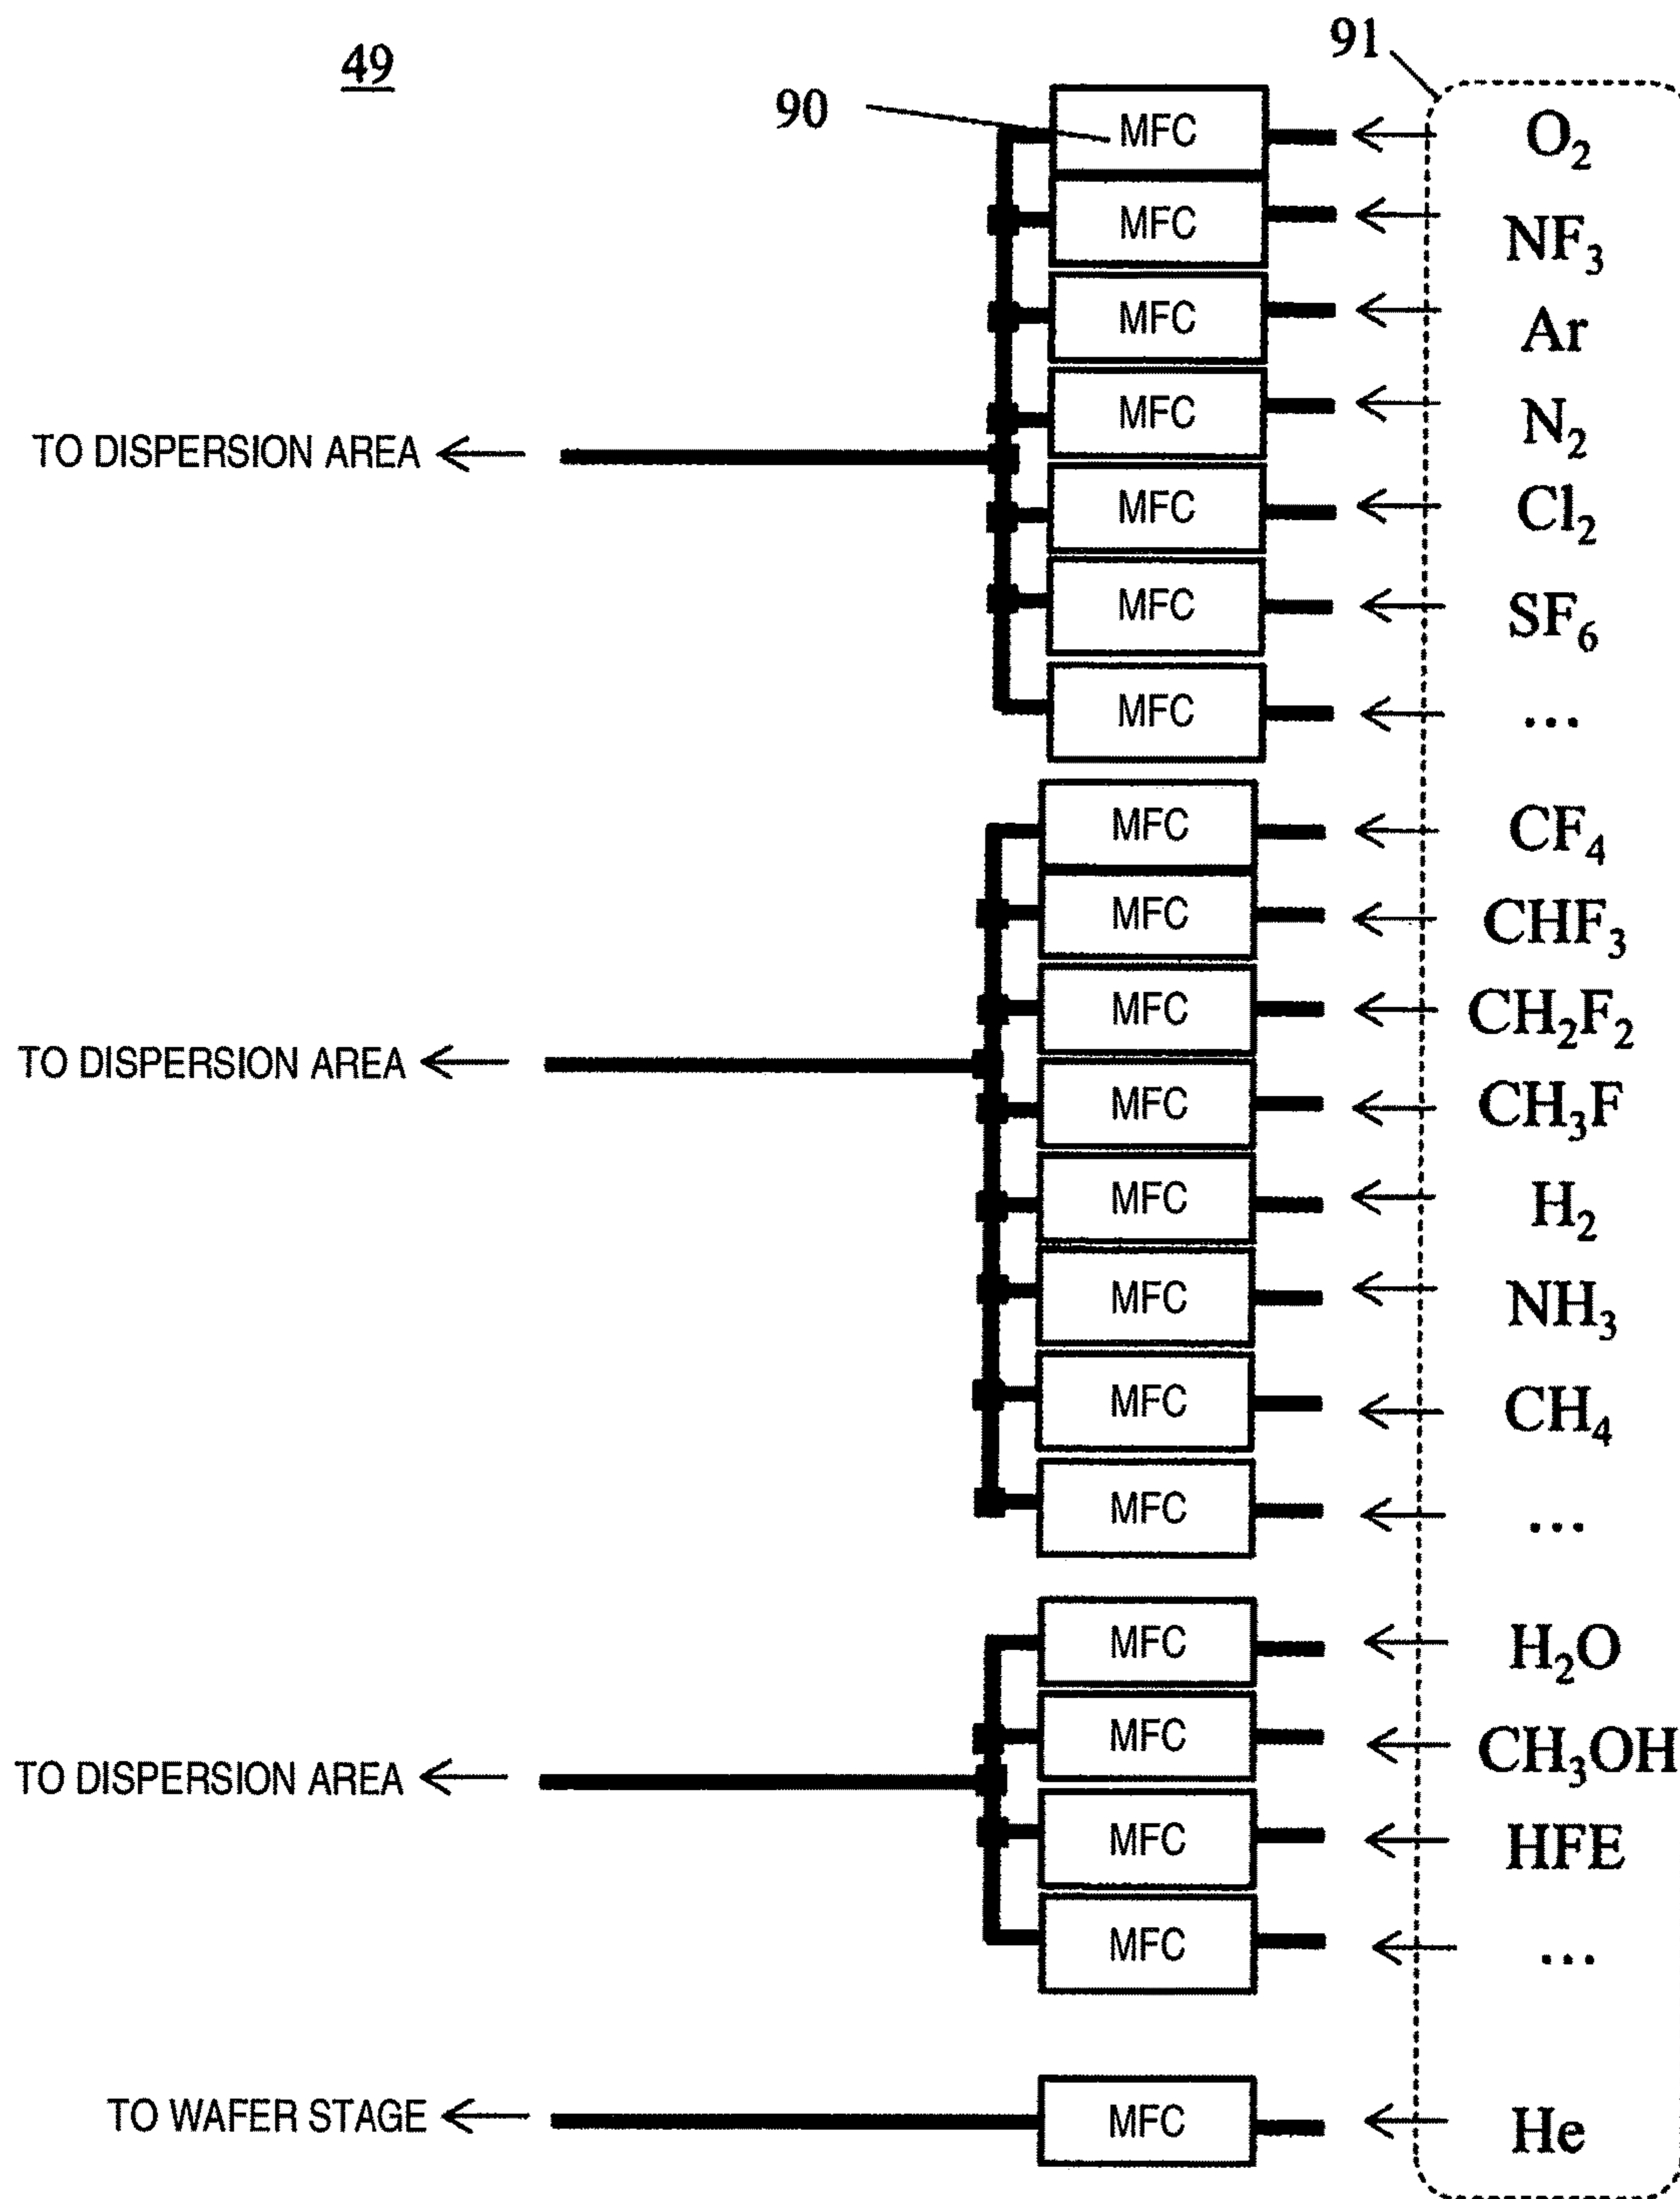 49
91
90
MFC O₂
MFC NF₃
MFC Ar
MFC N₂
TO DISPERSION AREA
MFC Cl₂
MFC SF₆
MFC ...
MFC CF₄
MFC CHF₃
MFC CH₂F₂
TO DISPERSION AREA
MFC CH₃F
MFC H₂
MFC NH₃
MFC CH₄
MFC ...
MFC H₂O
MFC CH₃OH
TO DISPERSION AREA
MFC HFE
MFC ...
TO WAFER STAGE MFC He